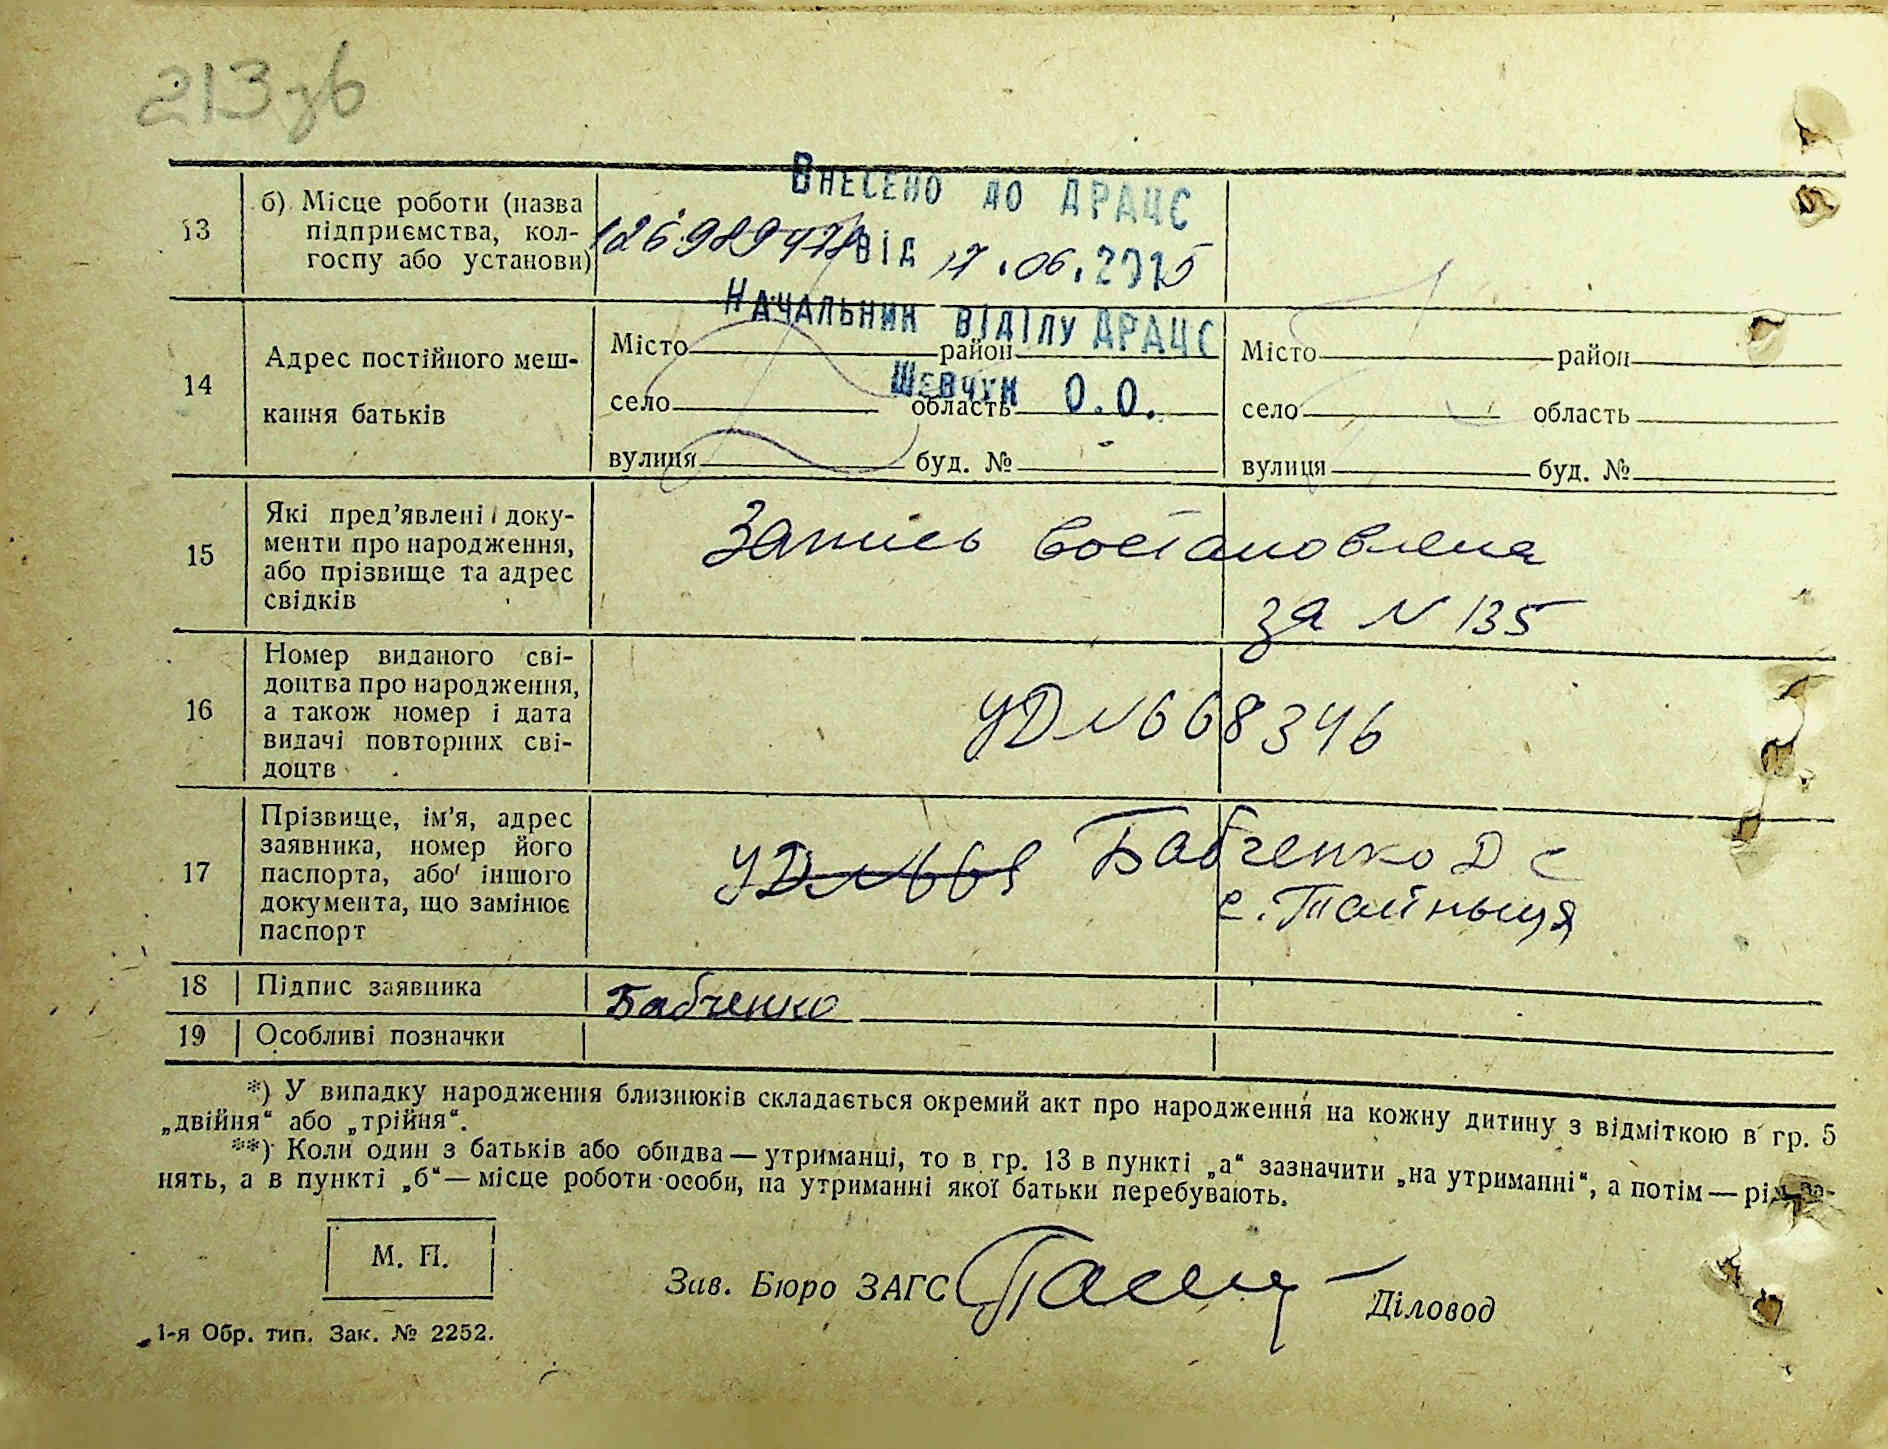 213 зв
Внесено до ДРАЦС
13
б) Місце роботи (назва
підприємства, кол-
госпу або установи)
від 17.06.2015
Начальник відділу ДРАЦС
Шевчук О.О.
14
Адрес постійного меш-
кання батьків
Місто район
село область
вулиця буд. №
Місто район
село область
вулиця буд. №
15
Які пред’явлені доку-
менти про народження,
або прізвище та адрес
свідків
Запись востановлена
за N 135
16
Номер виданого сві-
доцтва про народження,
а також номер і дата
видачі повторних сві-
доцтв
УД N 668346
17
Прізвище, ім’я, адрес
заявника, номер його
паспорта, або іншого
документа, що замінює
паспорт
УД N 668
Бабченко Д С
с. Тайныця
18 Підпис заявника Бабченко
19 Особливі позначки
*) У випадку народження близнюків складається окремий акт про народження на кожну дитину з відміткою в гр. 5
„двійня“ або „трійня“.
**) Коли один з батьків або обидва — утриманці, то в гр. 13 в пункті „а“ зазначити „на утриманні“, а потім — рід за-
нять, а в пункті „б“ — місце роботи особи, на утриманні якої батьки перебувають.
М. П.
Зав. Бюро ЗАГС
Діловод
1-я Обр. тип. Зак. № 2252.